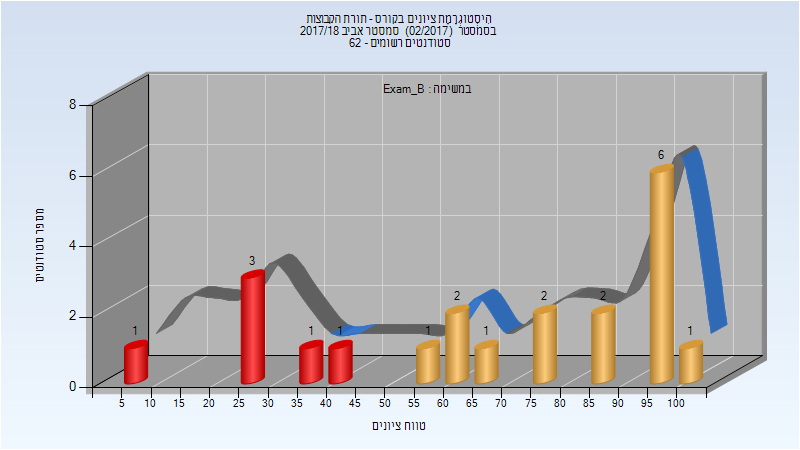 היסטוגרמת ציונים בקורס - תורת הקבוצות
בסמסטר (02/2017) סמסטר אביב 2017/18
סטודנטים רשומים - 62
במשימה : Exam_B
8
6
4
2
0
מספר סטודנטים
1
3
1
1
1
2
1
2
2
6
1
5 10 15 20 25 30 35 40 45 50 55 60 65 70 75 80 85 90 95 100
טווח ציונים